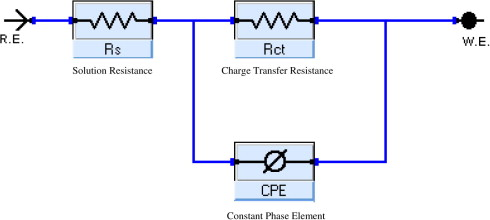 R.E.
Rs
Rct
W.E.
Solution Resistance
Charge Transfer Resistance
CPE
Constant Phase Element